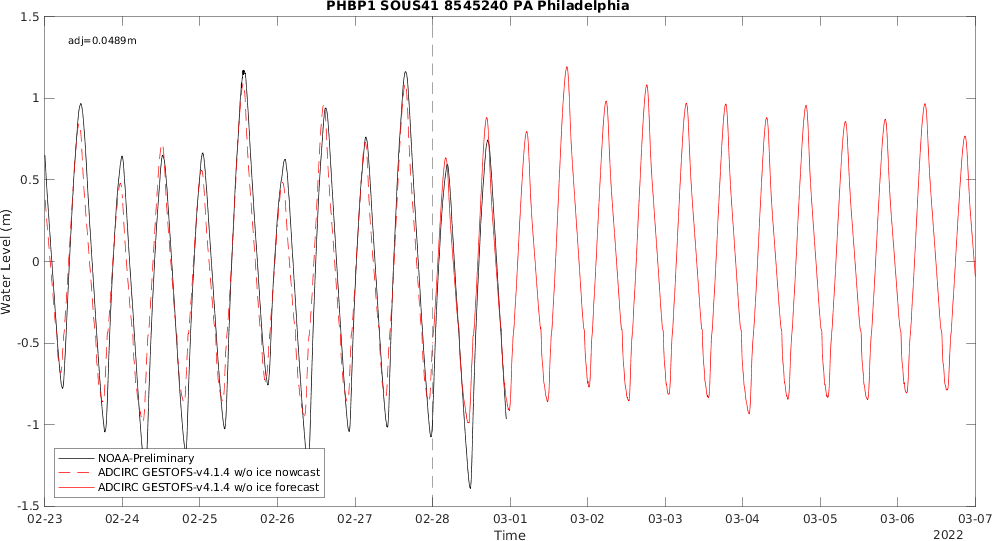 PHBP1 SOUS41 8545240 PA Philadelphia
adj=0.0489m
1.5
1
0.5
0
-0.5
-1
-1.5
Water Level (m)
NOAA-Preliminary
ADCIRC GESTOFS-v4.1.4 w/o ice nowcast
ADCIRC GESTOFS-v4.1.4 w/o ice forecast
02-23 02-24 02-25 02-26 02-27 02-28 03-01 03-02 03-03 03-04 03-05 03-06 03-07
Time
2022